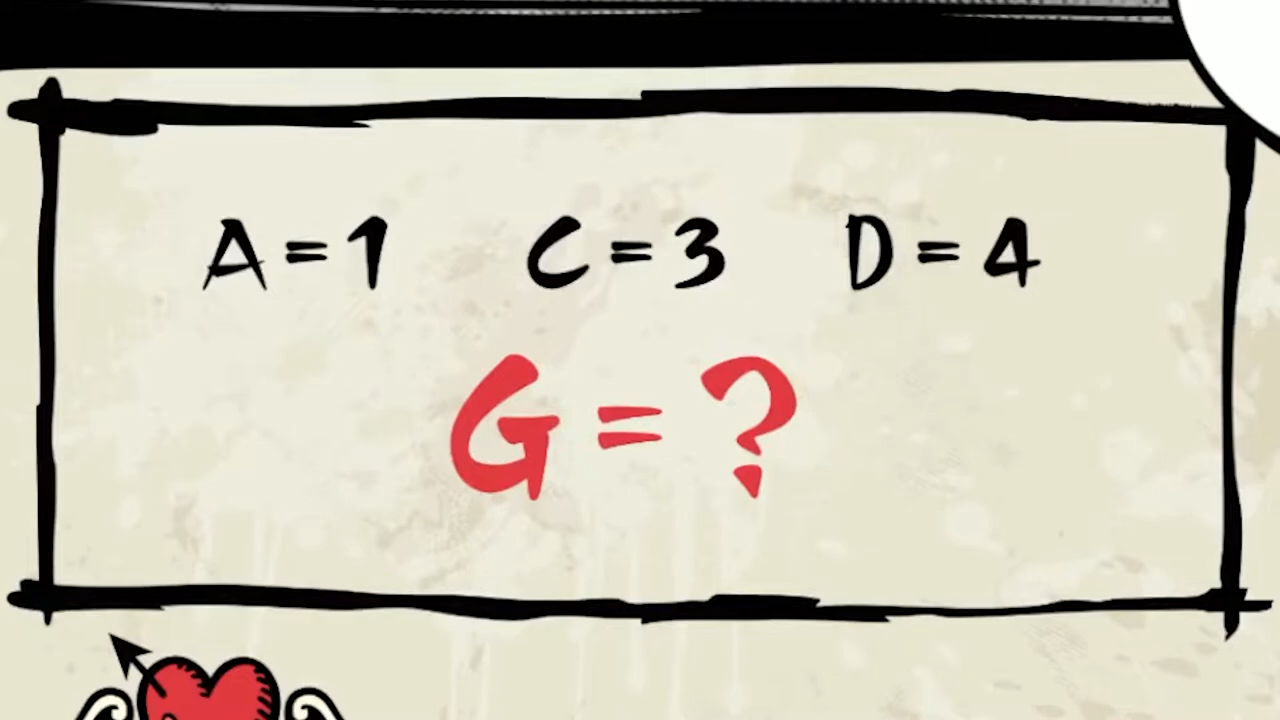 A = 1 C = 3 D = 4
G = ?